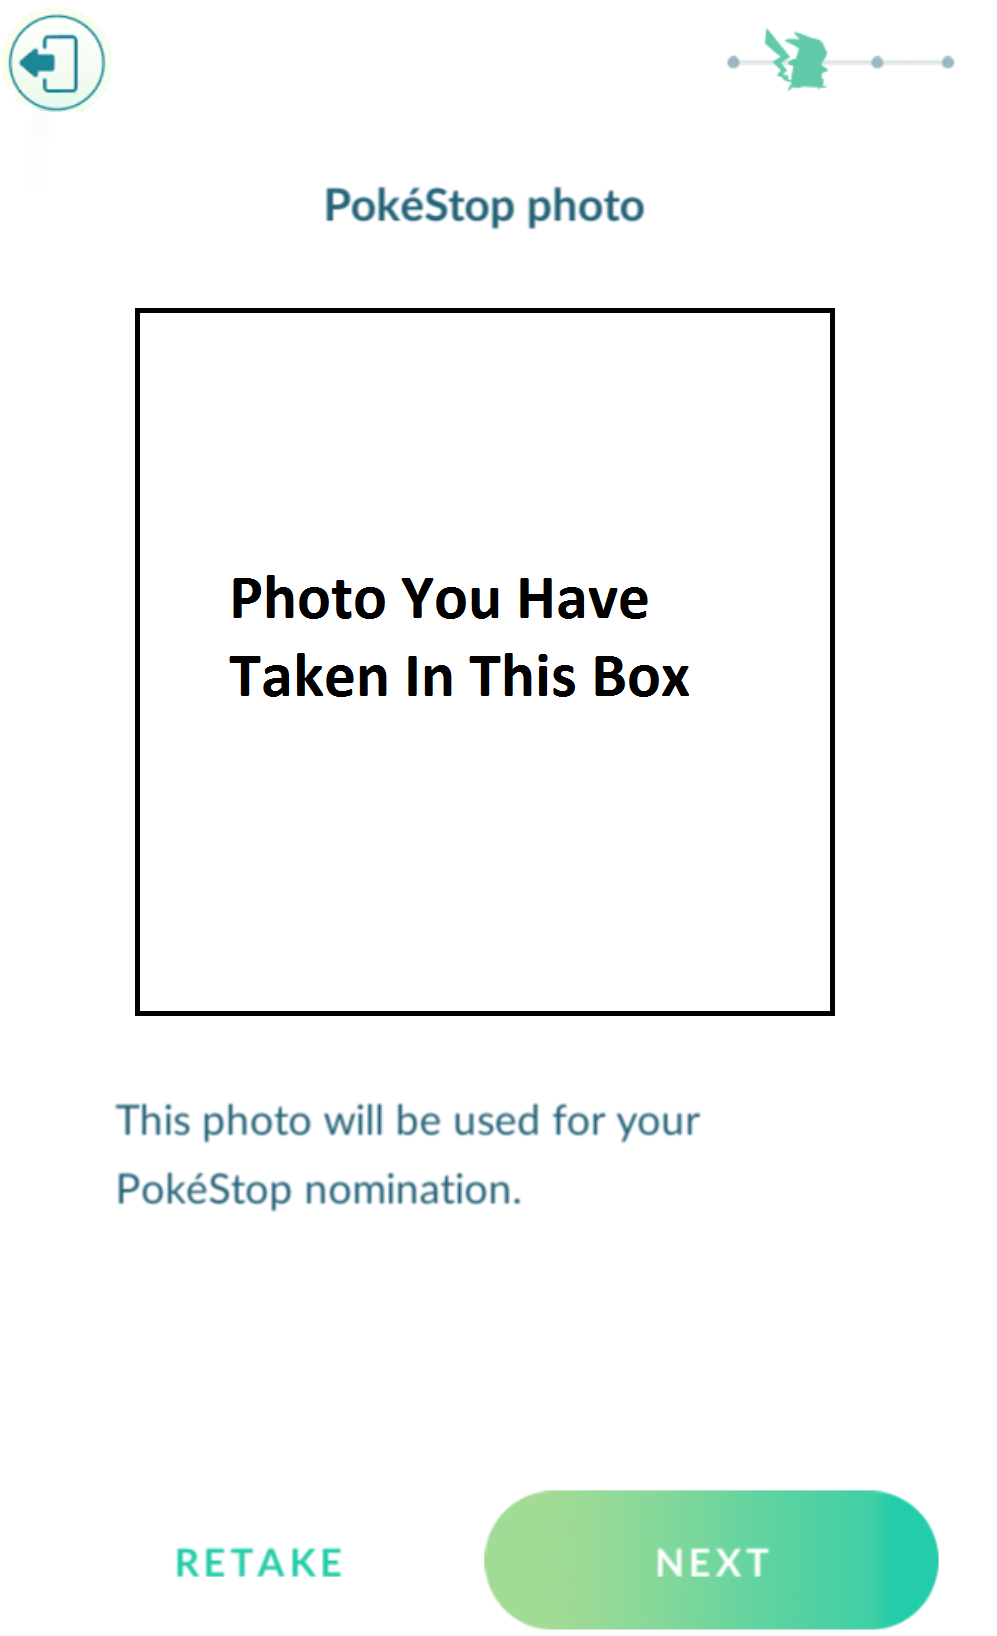 PokéStop photo
Photo You Have
Taken In This Box
This photo will be used for your
PokéStop nomination.
RETAKE
NEXT